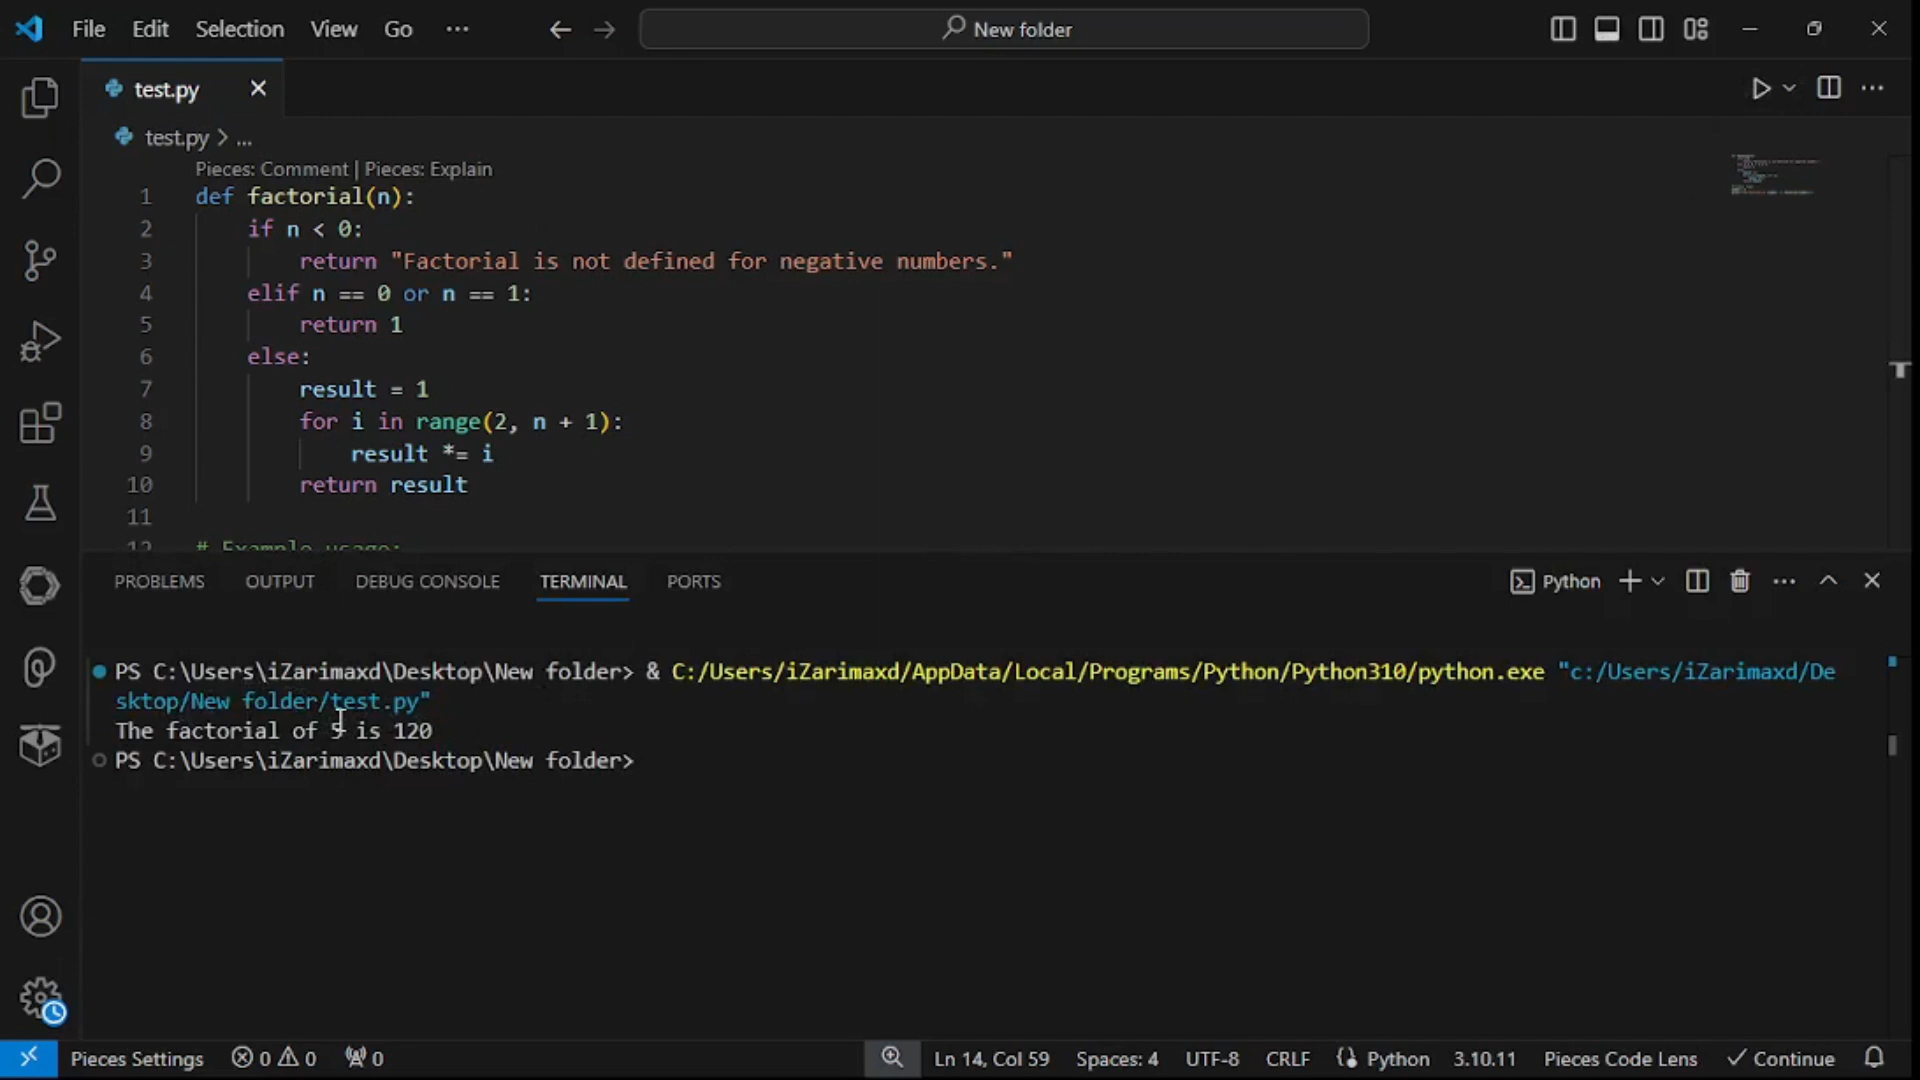 File Edit Selection View Go ... New folder
test.py
test.py > ...
Pieces: Comment | Pieces: Explain
1 def factorial(n):
2 if n < 0:
3 return "Factorial is not defined for negative numbers."
4 elif n == 0 or n == 1:
5 return 1
6 else:
7 result = 1
8 for i in range(2, n + 1):
9 result *= i
10 return result
11
12 # Example usage:
PROBLEMS OUTPUT DEBUG CONSOLE TERMINAL PORTS Python
PS C:\Users\iZarimaxd\Desktop\New folder> & C:/Users/iZarimaxd/AppData/Local/Programs/Python/Python310/python.exe "c:/Users/iZarimaxd/De
sktop/New folder/test.py"
The factorial of 5 is 120
PS C:\Users\iZarimaxd\Desktop\New folder>
Pieces Settings 0 0 0 Ln 14, Col 59 Spaces: 4 UTF-8 CRLF Python 3.10.11 Pieces Code Lens Continue